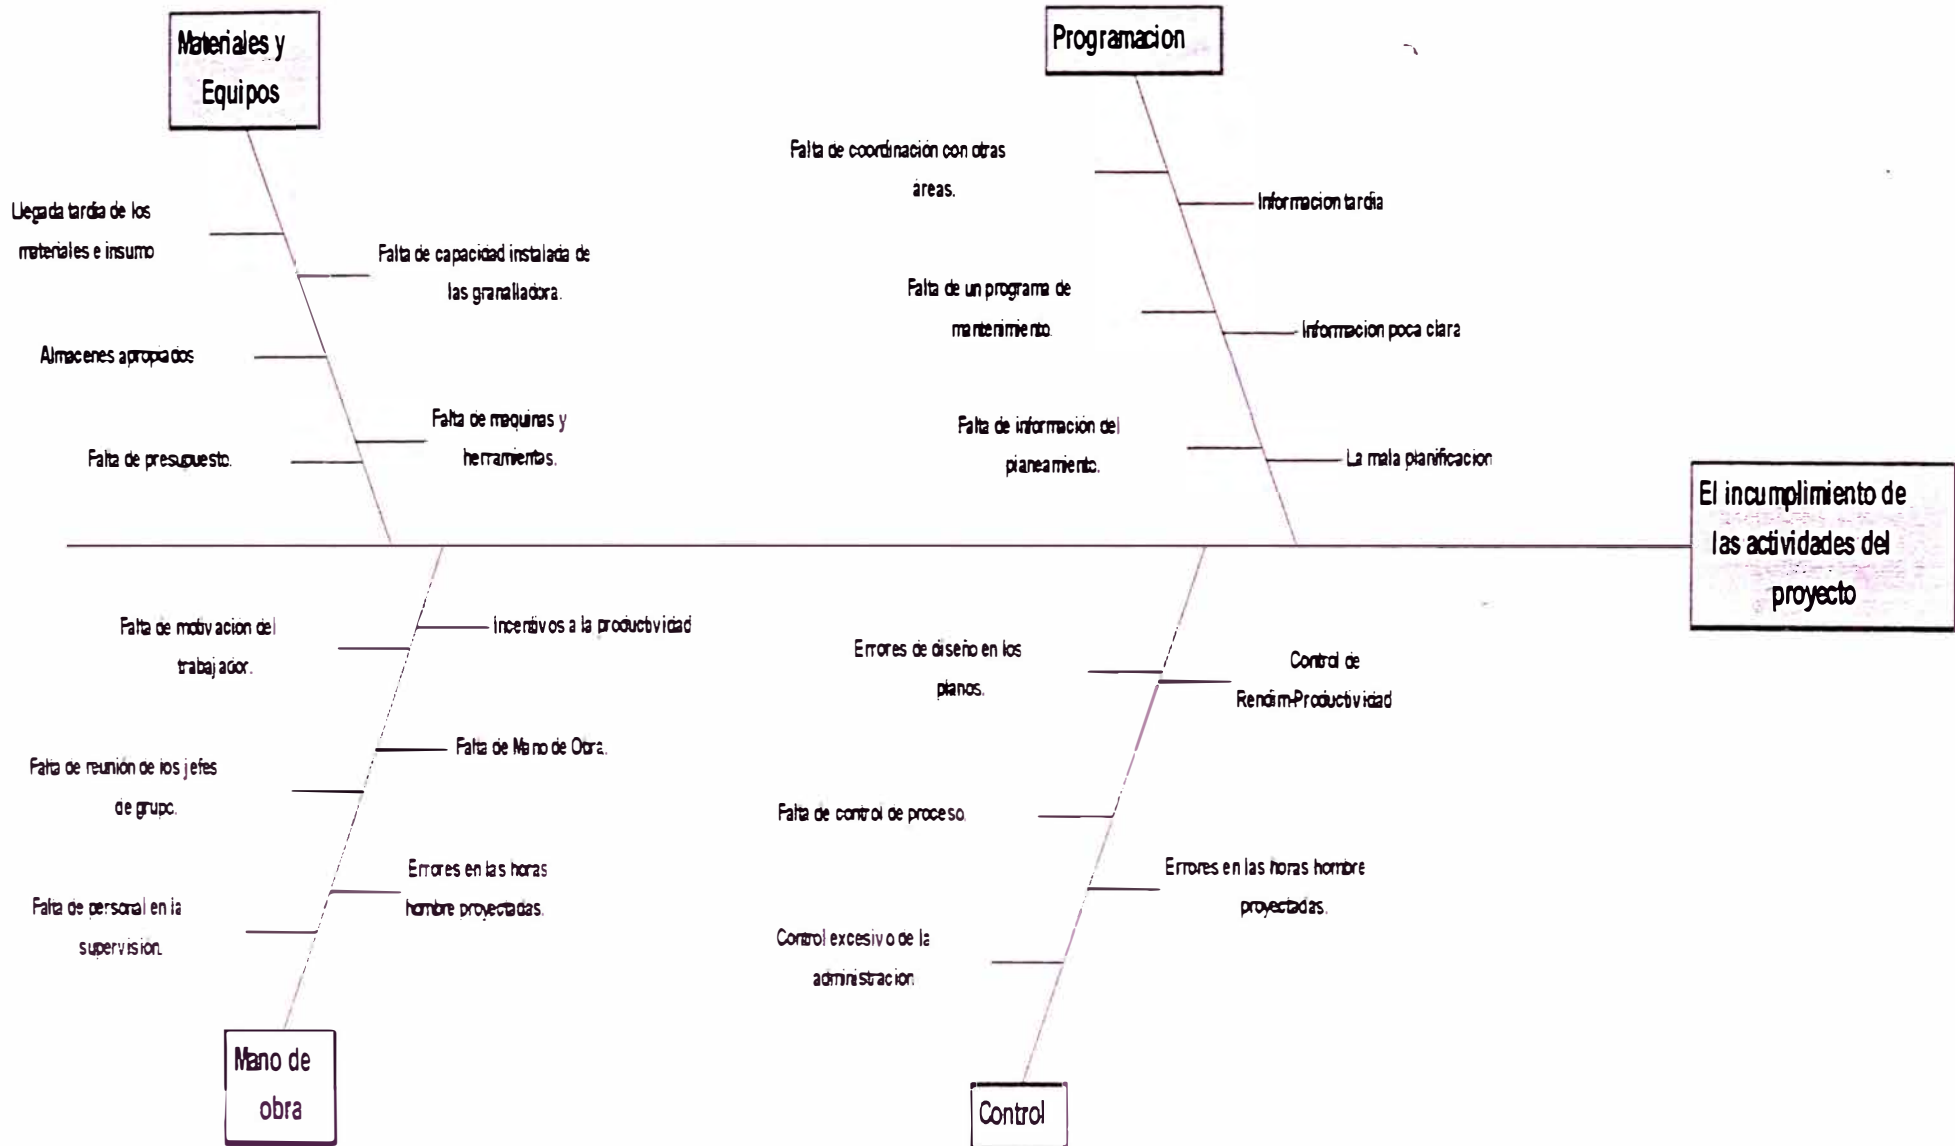 Materiales y
Equipos
Llegada tardia de los
materiales e insumo
Falta de capacidad instalada de
las granalladora.
Almacenes apropiados
Falta de maquinas y
herramientas.
Falta de presupuesto.
Programacion
Falta de coordinación con otras
áreas.
Informacion tardia
Falta de un programa de
mantenimiento.
Informacion poca clara
Falta de información del
planeamiento.
La mala planificacion
El incumplimiento de
las actividades del
proyecto
Falta de motivación del
trabajador.
Incentivos a la productividad
Falta de Mano de Obra.
Falta de reunión de los jefes
de grupo.
Errores en las horas
hombre proyectadas.
Falta de personal en la
supervisión.
Mano de
obra
Errores de diseño en los
planos.
Control de
Rendim-Productividad
Falta de control de proceso.
Errores en las horas hombre
proyectadas.
Control excesivo de la
administracion
Control